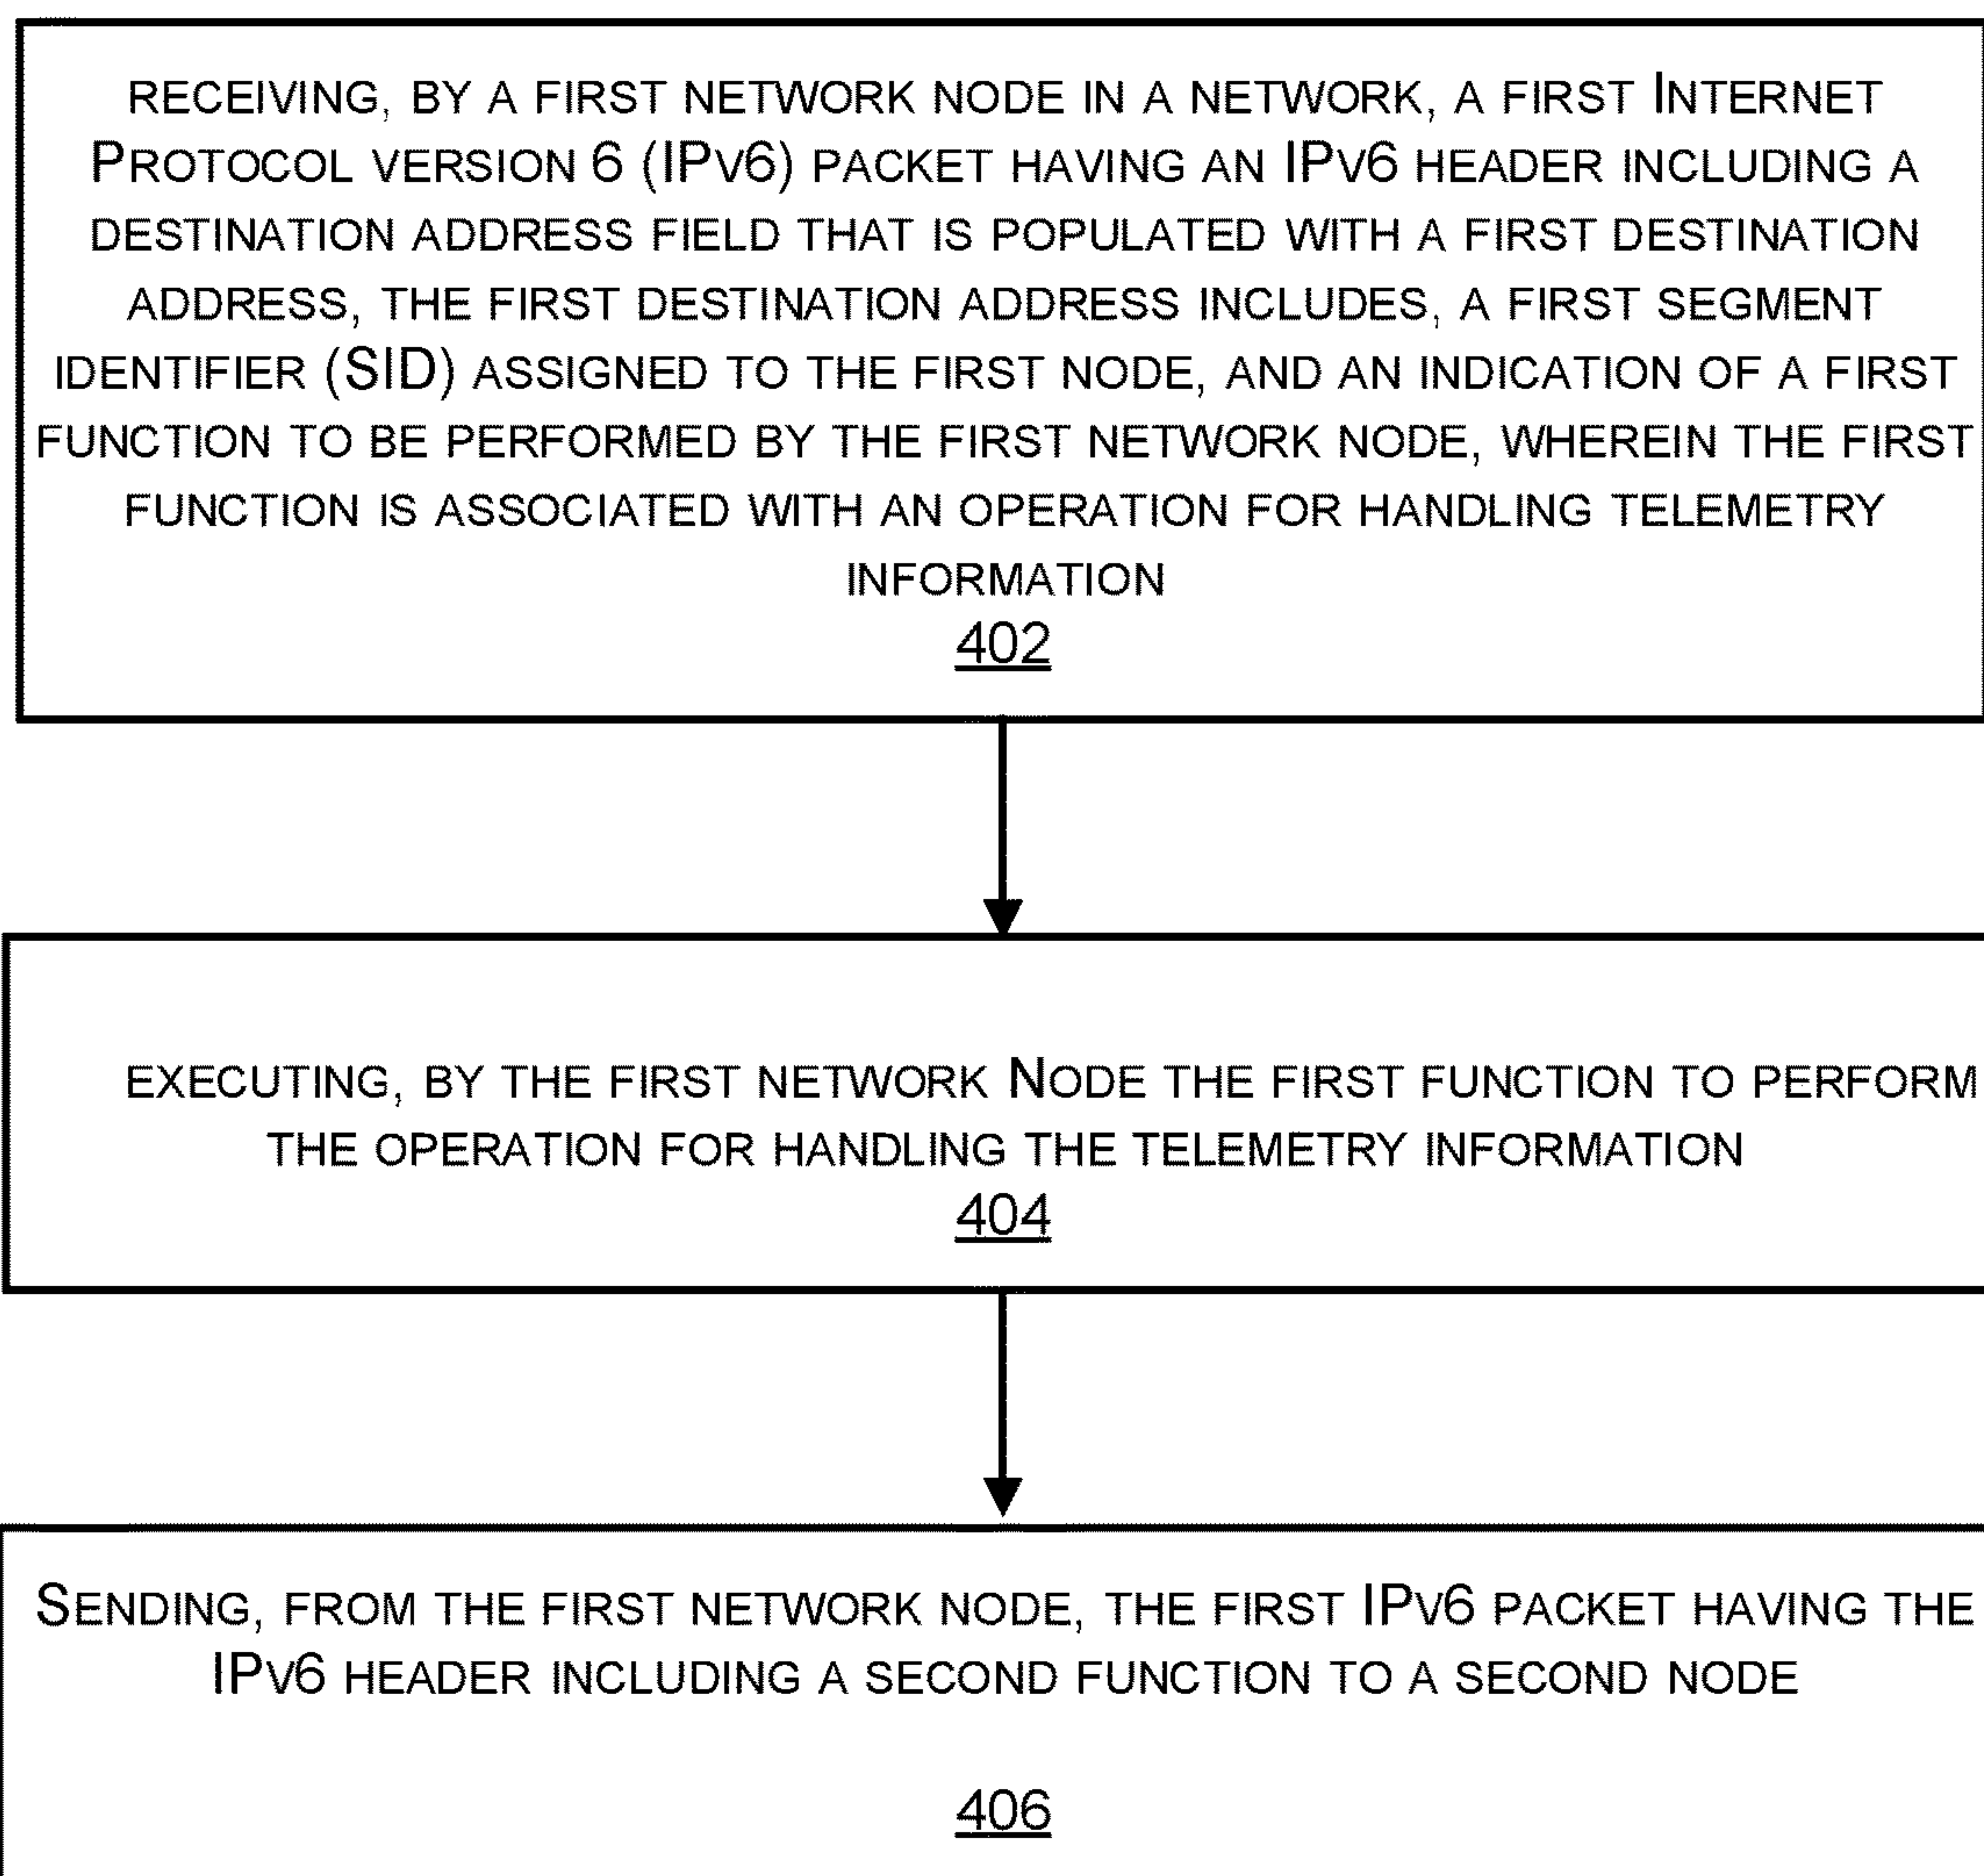 RECEIVING, BY A FIRST NETWORK NODE IN A NETWORK, A FIRST INTERNET
PROTOCOL VERSION 6 (IPV6) PACKET HAVING AN IPV6 HEADER INCLUDING A
DESTINATION ADDRESS FIELD THAT IS POPULATED WITH A FIRST DESTINATION
ADDRESS, THE FIRST DESTINATION ADDRESS INCLUDES, A FIRST SEGMENT
IDENTIFIER (SID) ASSIGNED TO THE FIRST NODE, AND AN INDICATION OF A FIRST
FUNCTION TO BE PERFORMED BY THE FIRST NETWORK NODE, WHEREIN THE FIRST
FUNCTION IS ASSOCIATED WITH AN OPERATION FOR HANDLING TELEMETRY
INFORMATION
402
EXECUTING, BY THE FIRST NETWORK NODE THE FIRST FUNCTION TO PERFORM
THE OPERATION FOR HANDLING THE TELEMETRY INFORMATION
404
SENDING, FROM THE FIRST NETWORK NODE, THE FIRST IPV6 PACKET HAVING THE
IPV6 HEADER INCLUDING A SECOND FUNCTION TO A SECOND NODE
406